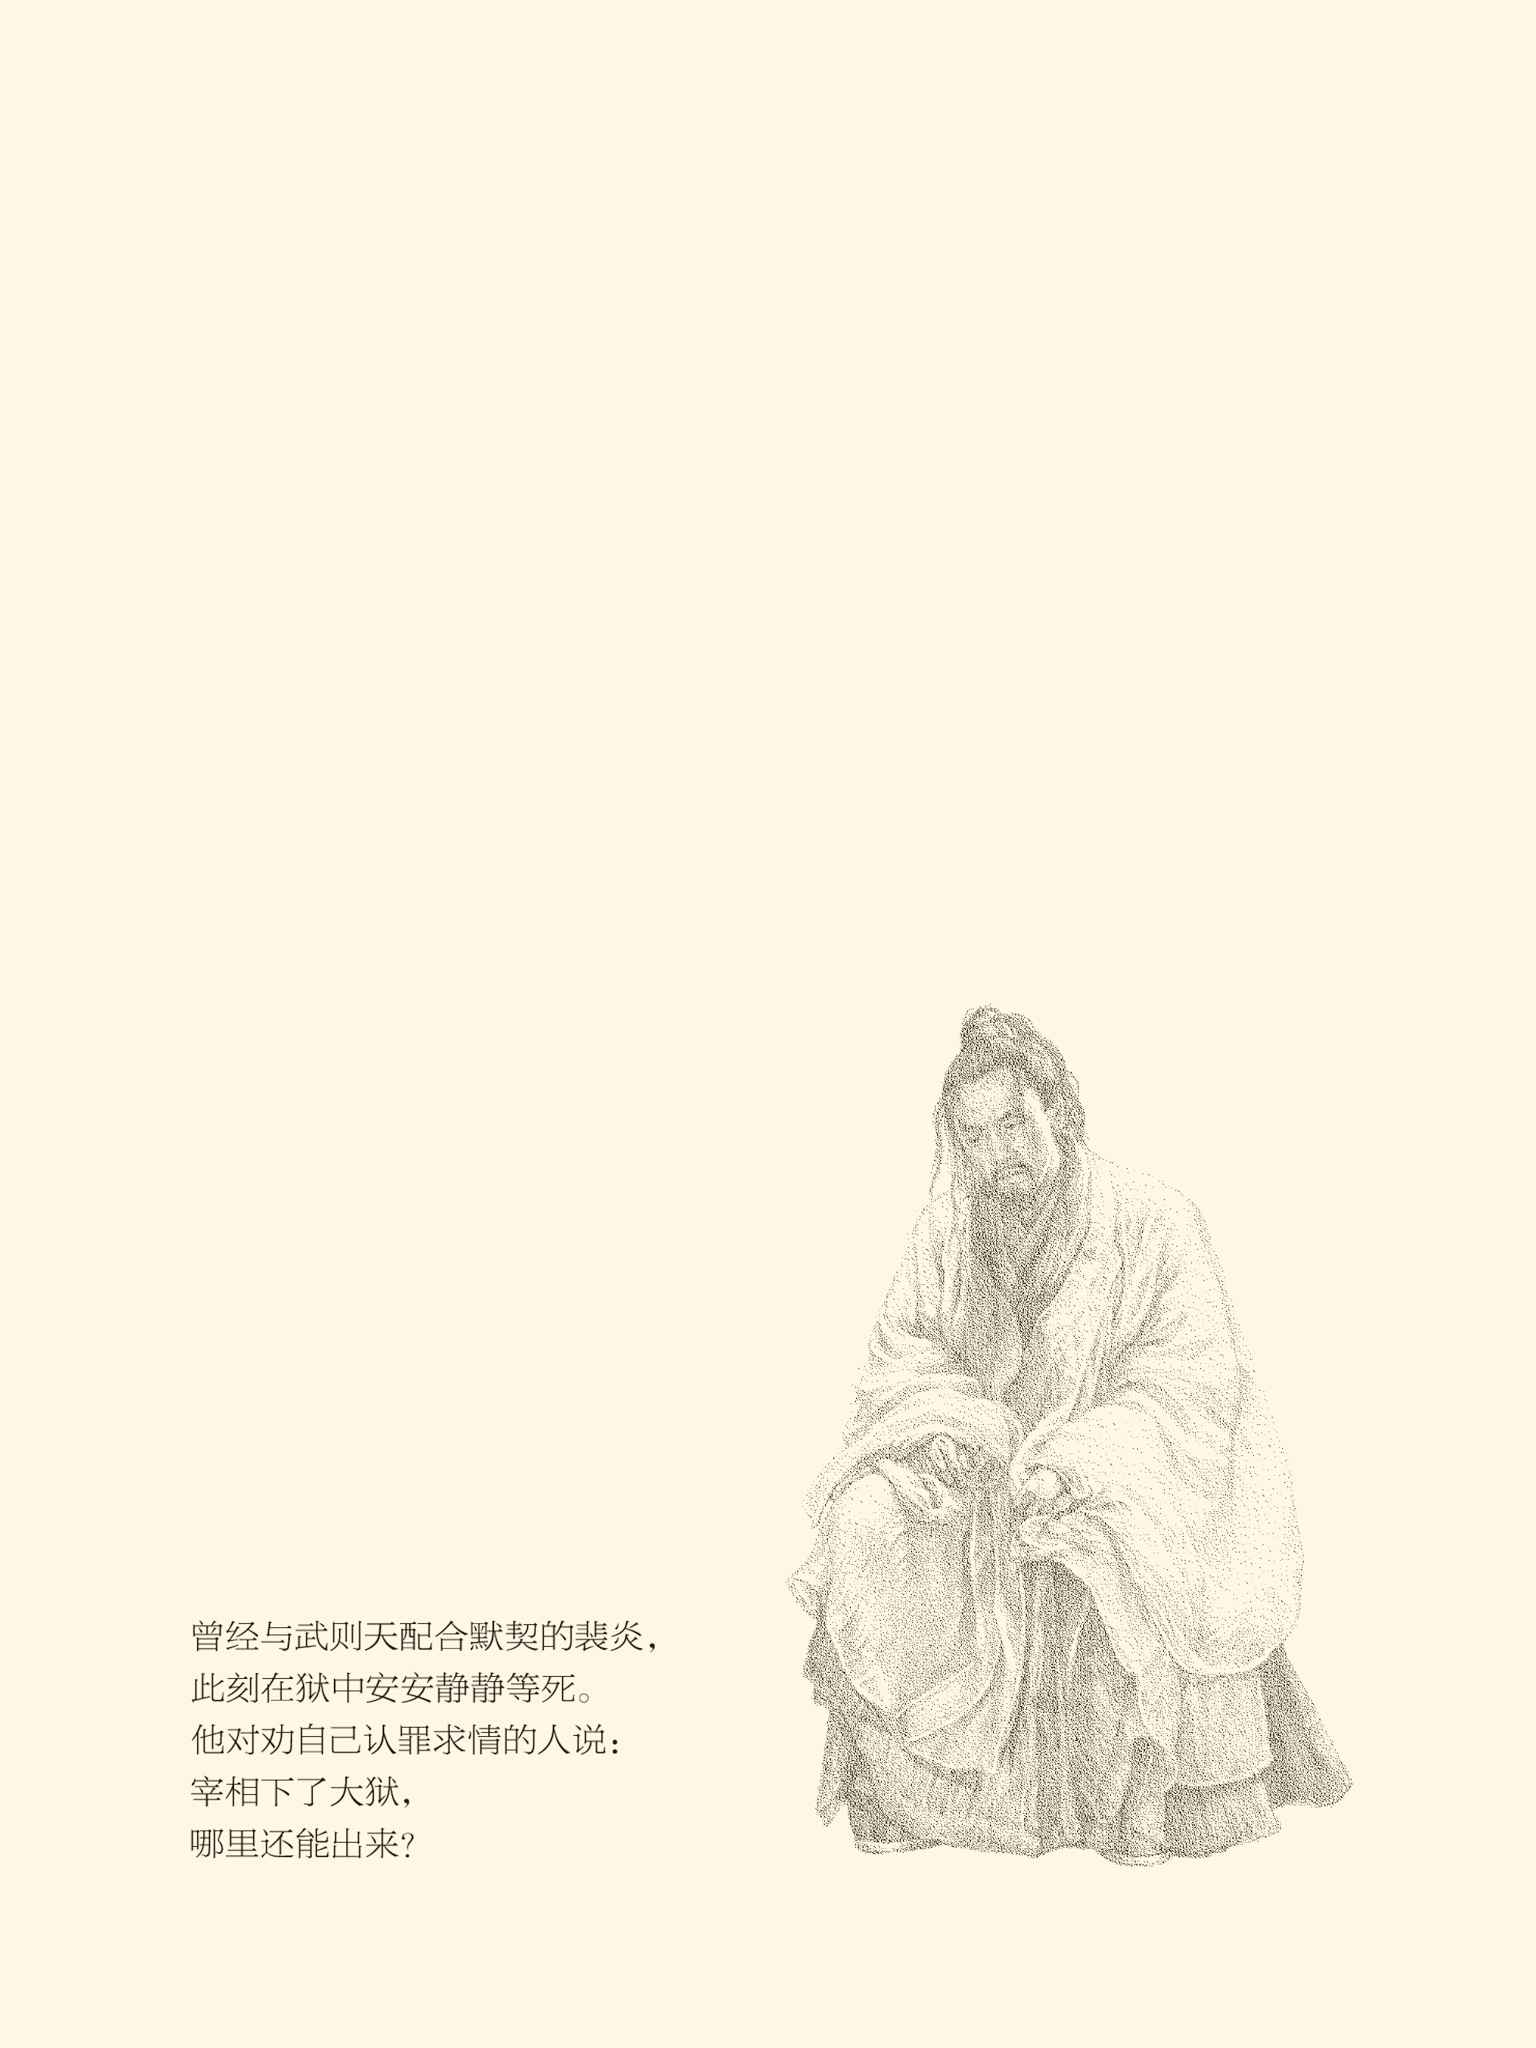 曾经与武则天配合默契的裴炎，
此刻在狱中安安静静等死。
他对劝自己认罪求情的人说：
宰相下了大狱，
哪里还能出来？